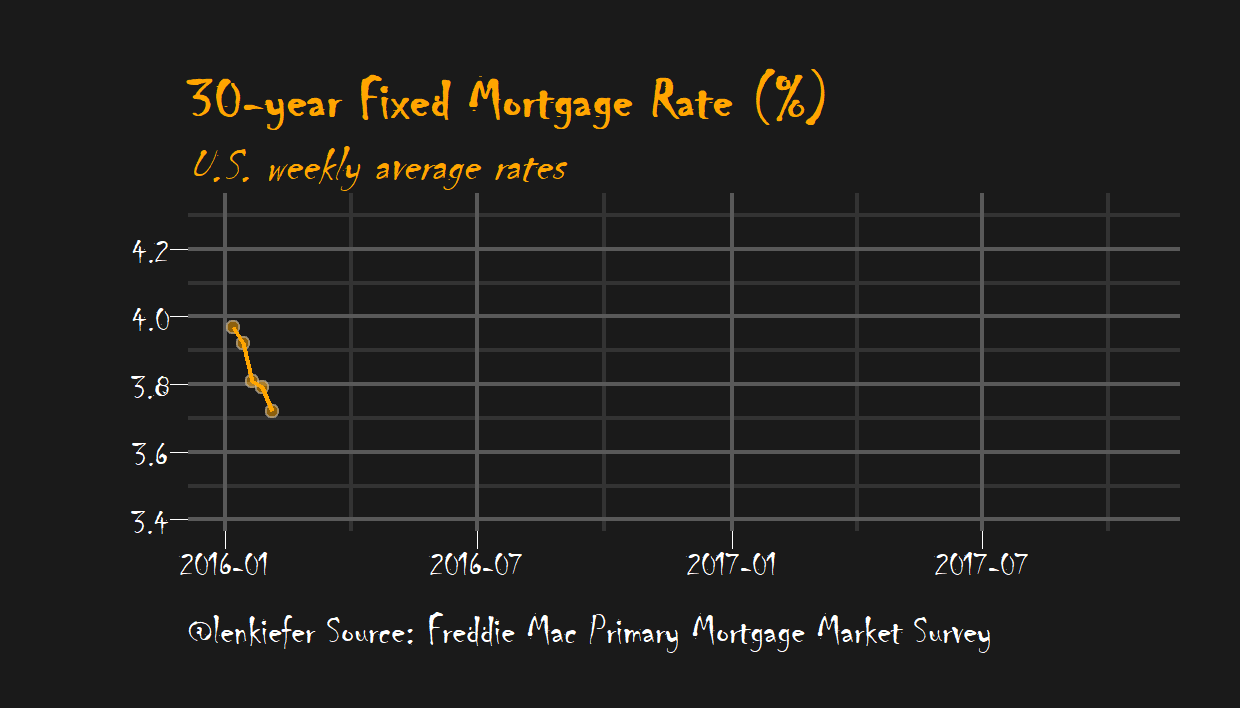 30-year Fixed Mortgage Rate (%)
U.S. weekly average rates
4.2
4.0
3.8
3.6
3.4
2016-01 2016-07 2017-01 2017-07
@lenkiefer Source: Freddie Mac Primary Mortgage Market Survey